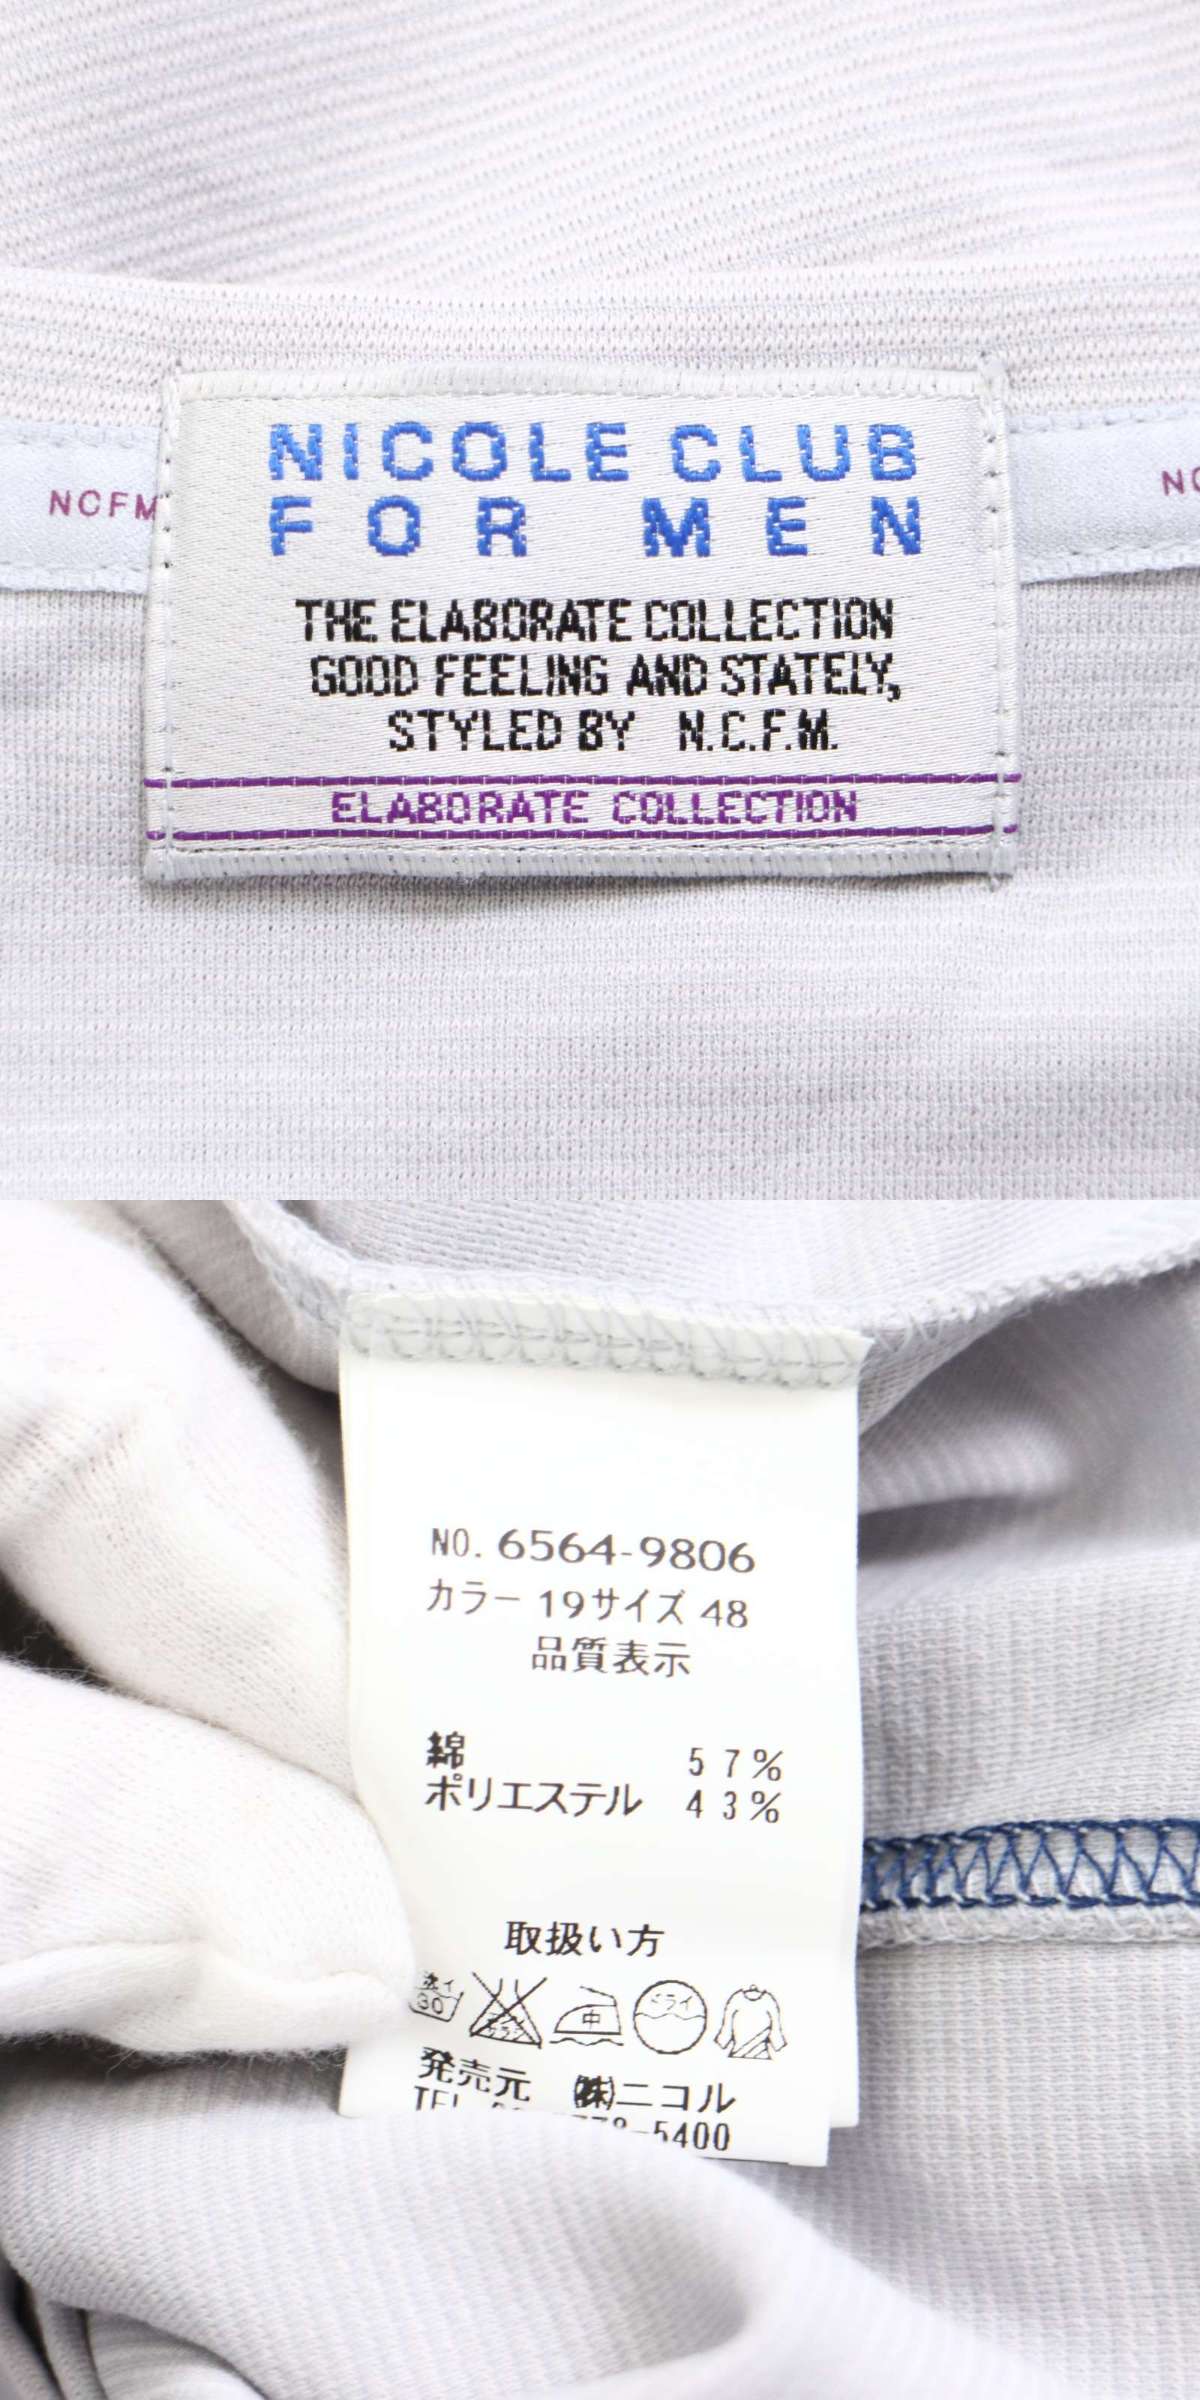 NICOLE CLUB
FOR MEN
NCFM
THE ELABORATE COLLECTION
GOOD FEELING AND STATELY,
STYLED BY N.C.F.M.
ELABORATE COLLECTION
NO. 6564-9806
カラー 19サイズ 48
品質表示
綿 57%
ポリエステル 43%
取扱い方
30 中 ドライ
発売元 ㈱ニコル
-5400